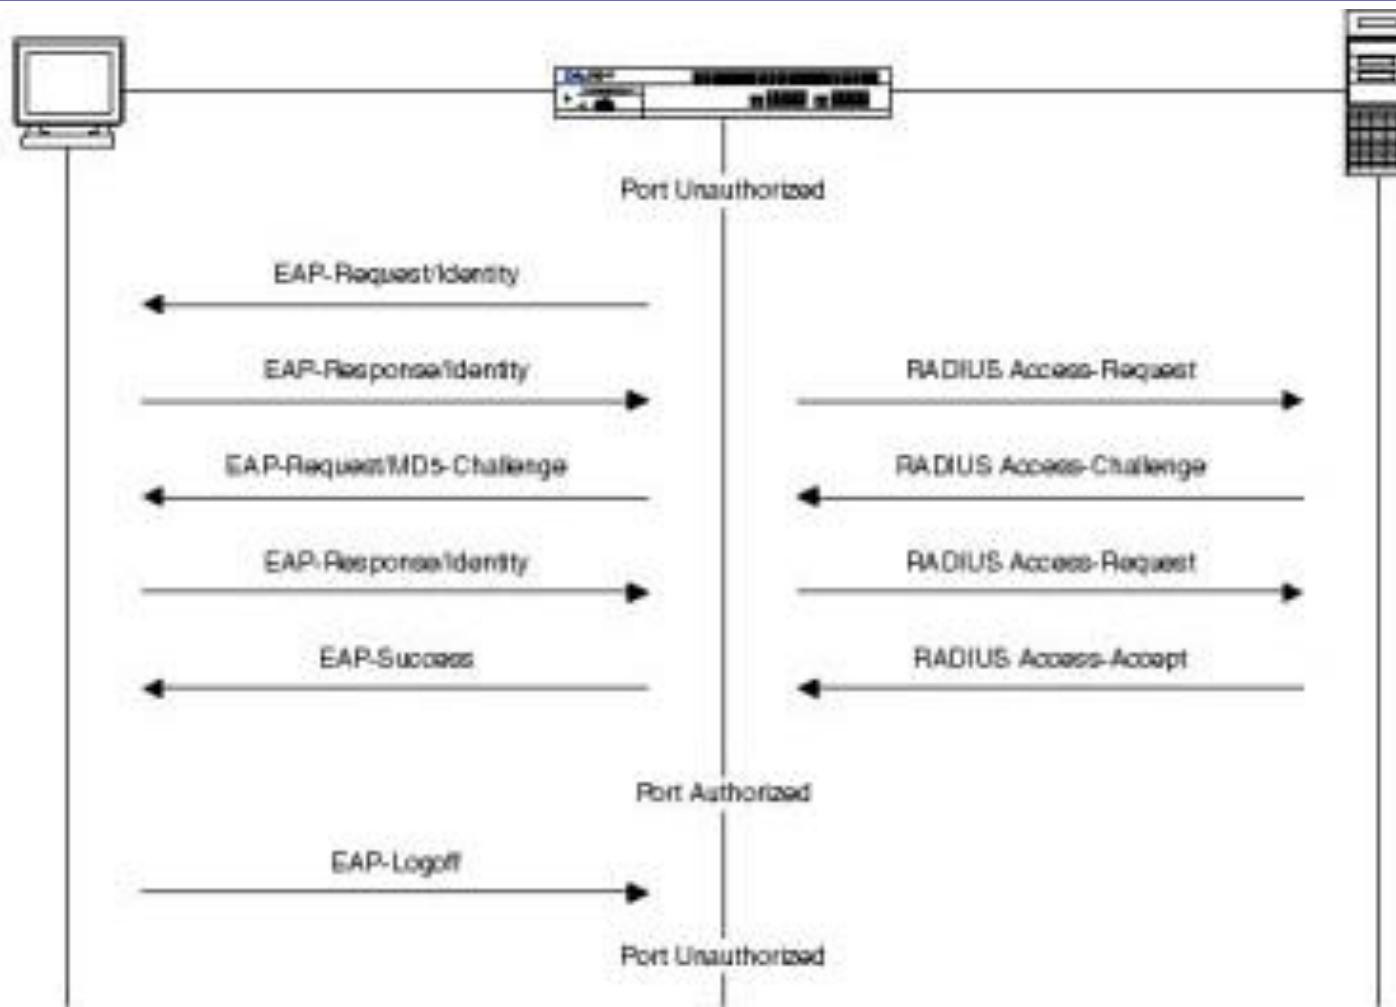 Port Unauthorized
EAP-Request/Identity
EAP-Response/Identity
RADIUS Access-Request
EAP-Request/MD5-Challenge
RADIUS Access-Challenge
EAP-Response/Identity
RADIUS Access-Request
EAP-Success
RADIUS Access-Accept
Port Authorized
EAP-Logoff
Port Unauthorized